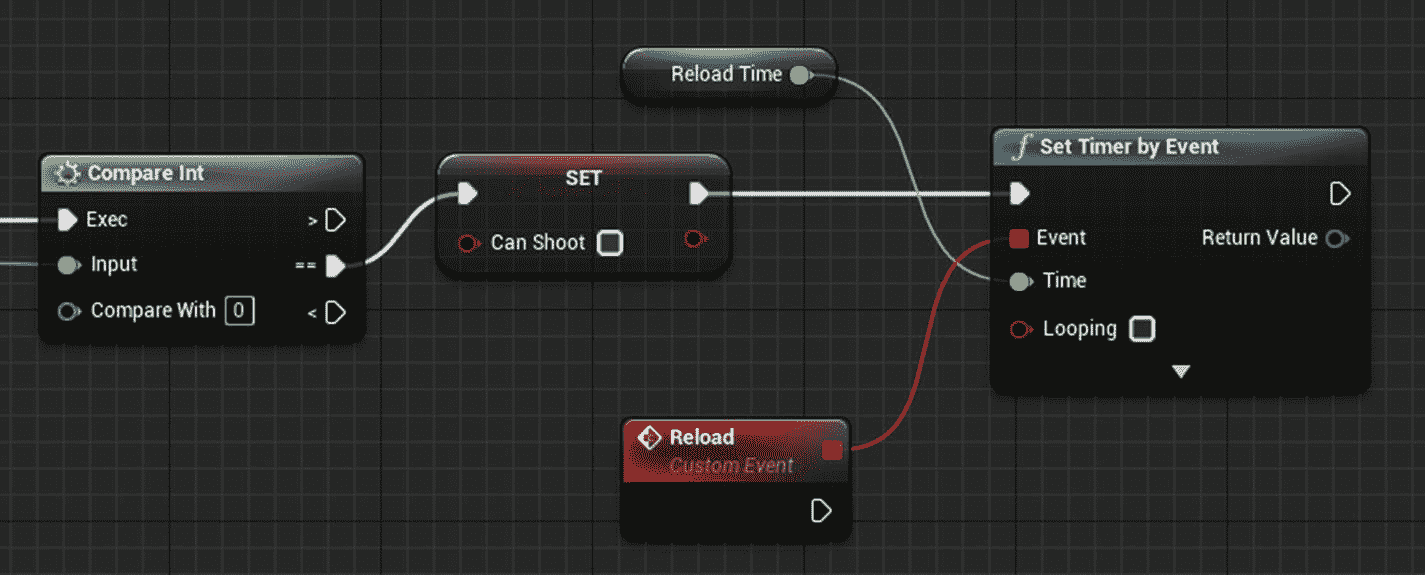 Reload Time
Compare Int
Exec
>
Input
==
Compare With 0
<
SET
Can Shoot
Set Timer by Event
Event
Return Value
Time
Looping
Reload
Custom Event